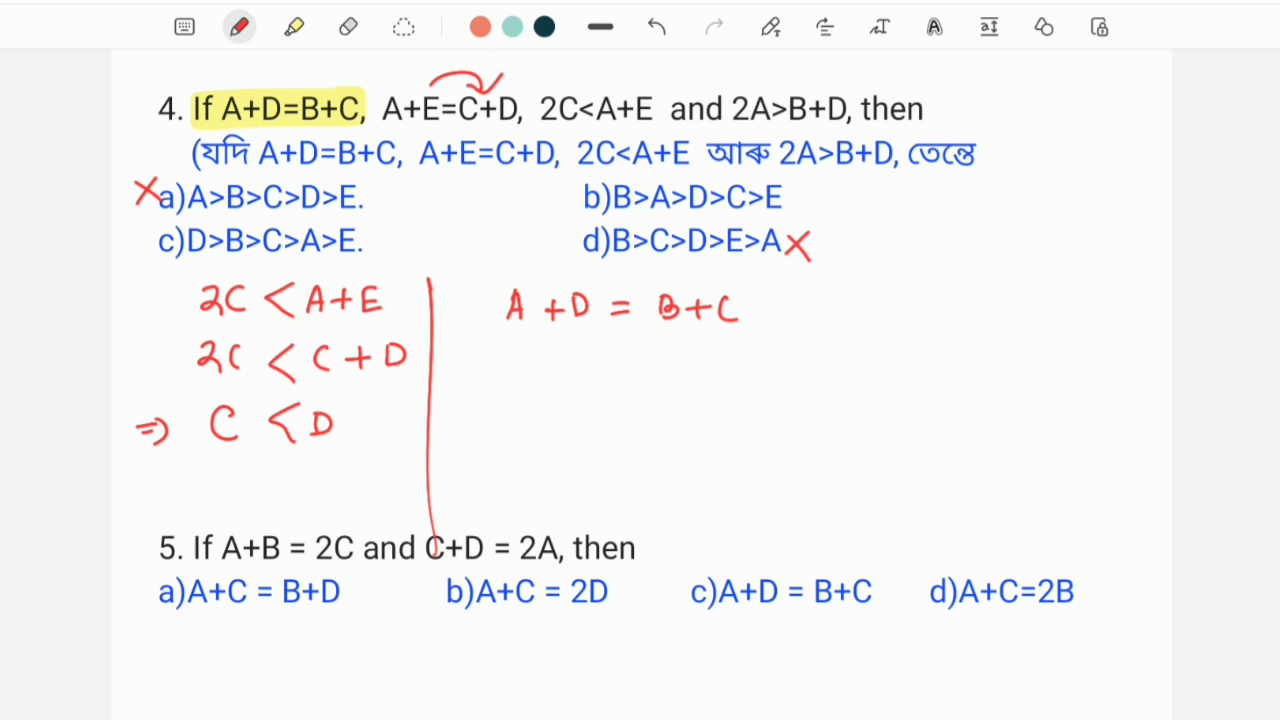 4. If A+D=B+C, A+E=C+D, 2C<A+E and 2A>B+D, then
(যদি A+D=B+C, A+E=C+D, 2C<A+E আৰু 2A>B+D, তেন্তে
a)A>B>C>D>E. b)B>A>D>C>E
c)D>B>C>A>E. d)B>C>D>E>A
2C < A+E
A +D = B+C
2C < C+D
⇒ C < D
5. If A+B = 2C and C+D = 2A, then
a)A+C = B+D b)A+C = 2D c)A+D = B+C d)A+C=2B